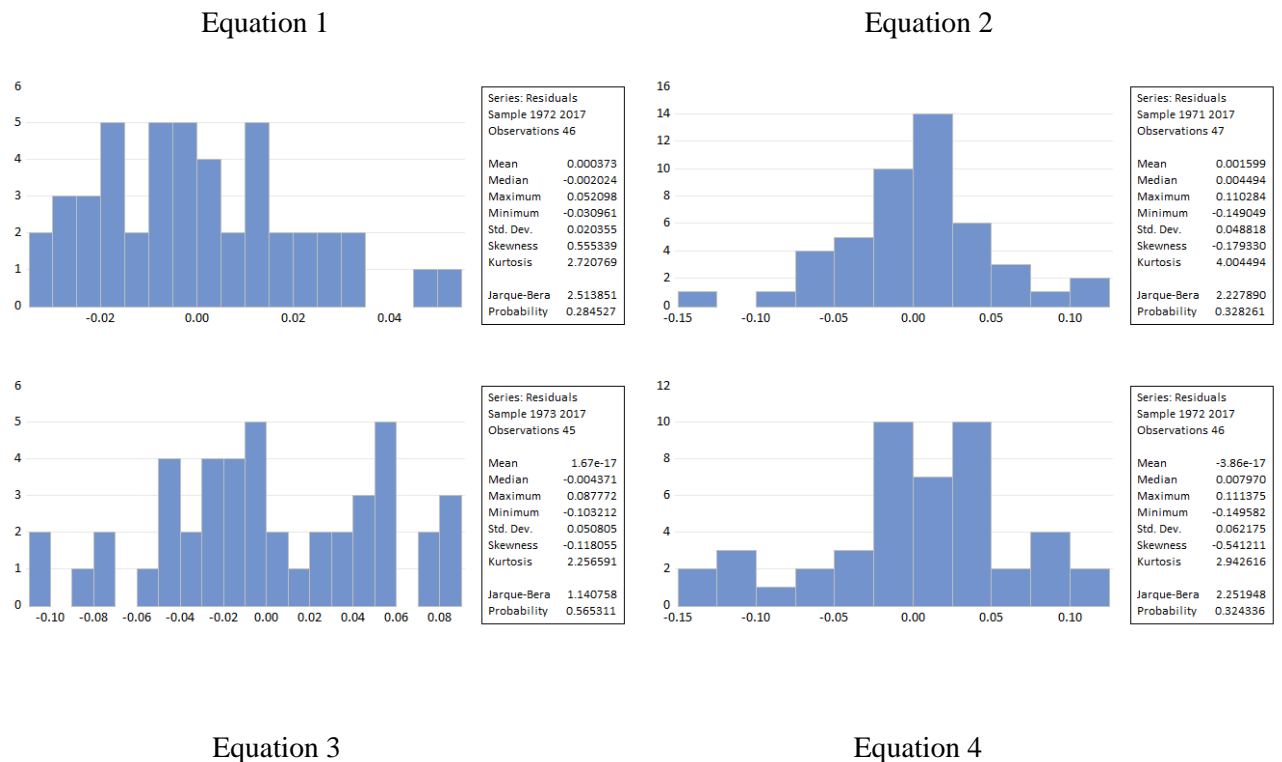 Equation 1
Equation 2
6
5
4
3
2
1
0
-0.02 0.00 0.02 0.04
Series: Residuals
Sample 1972 2017
Observations 46
Mean 0.000373
Median -0.002024
Maximum 0.052098
Minimum -0.030961
Std. Dev. 0.020355
Skewness 0.555339
Kurtosis 2.720769
Jarque-Bera 2.513851
Probability 0.284527
16
14
12
10
8
6
4
2
0
-0.15 -0.10 -0.05 0.00 0.05 0.10
Series: Residuals
Sample 1971 2017
Observations 47
Mean 0.001599
Median 0.004494
Maximum 0.110284
Minimum -0.149049
Std. Dev. 0.048818
Skewness -0.179330
Kurtosis 4.004494
Jarque-Bera 2.227890
Probability 0.328261
6
5
4
3
2
1
0
-0.10 -0.08 -0.06 -0.04 -0.02 0.00 0.02 0.04 0.06 0.08
Series: Residuals
Sample 1973 2017
Observations 45
Mean 1.67e-17
Median -0.004371
Maximum 0.087772
Minimum -0.103212
Std. Dev. 0.050805
Skewness -0.118055
Kurtosis 2.256591
Jarque-Bera 1.140758
Probability 0.565311
12
10
8
6
4
2
0
-0.15 -0.10 -0.05 0.00 0.05 0.10
Series: Residuals
Sample 1972 2017
Observations 46
Mean -3.86e-17
Median 0.007970
Maximum 0.111375
Minimum -0.149582
Std. Dev. 0.062175
Skewness -0.541211
Kurtosis 2.942616
Jarque-Bera 2.251948
Probability 0.324336
Equation 3
Equation 4